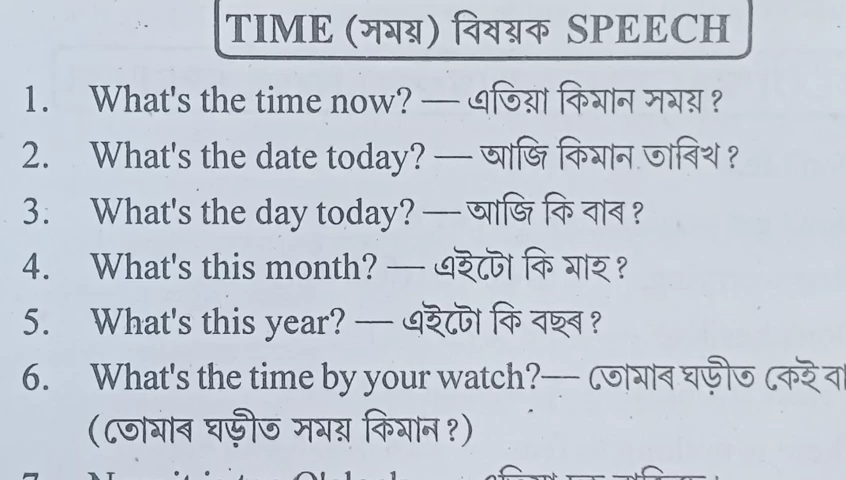 TIME (সময়) বিষয়ক SPEECH
1. What's the time now? — এতিয়া কিমান সময়?
2. What's the date today? — আজি কিমান তাৰিখ?
3. What's the day today? — আজি কি বাৰ?
4. What's this month? — এইটো কি মাহ?
5. What's this year? — এইটো কি বছৰ?
6. What's the time by your watch?— তোমাৰ ঘড়ীত কেই
(তোমাৰ ঘড়ীত সময় কিমান?)